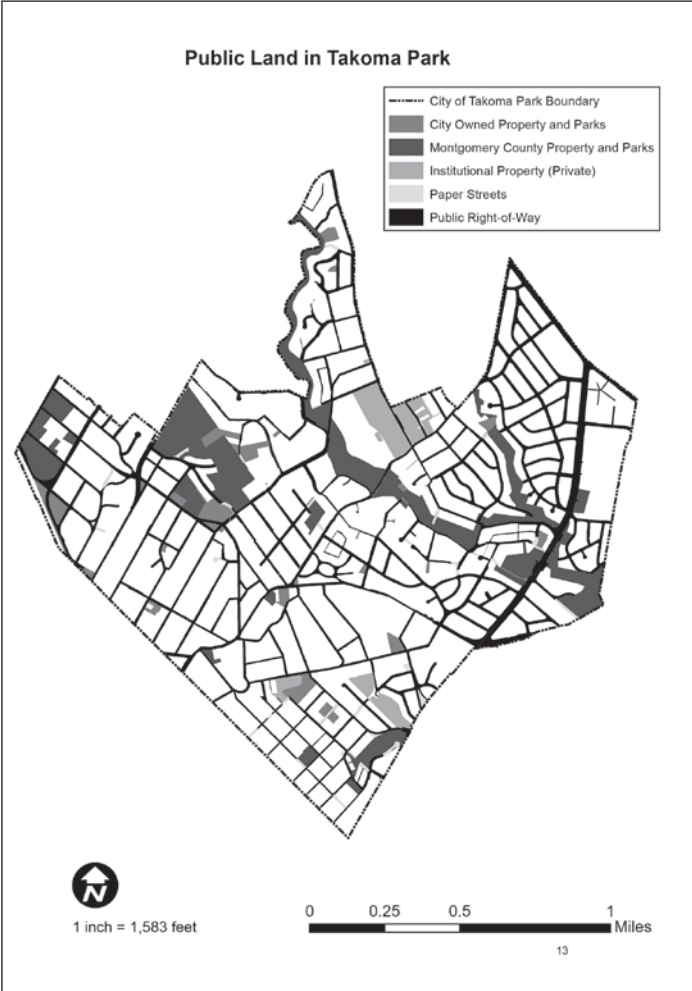 Public Land in Takoma Park
City of Takoma Park Boundary
City Owned Property and Parks
Montgomery County Property and Parks
Institutional Property (Private)
Paper Streets
Public Right-of-Way
N
1 inch = 1,583 feet
0 0.25 0.5 1
Miles
13